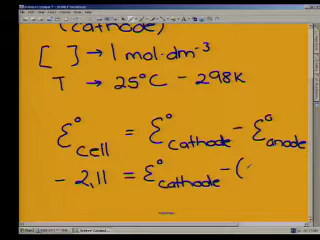 (cathode)
[ ] → 1 mol·dm⁻³
T → 25°C - 298K
Ɛ°cell = Ɛ°cathode - Ɛ°anode
- 2,11 = Ɛ°cathode - (